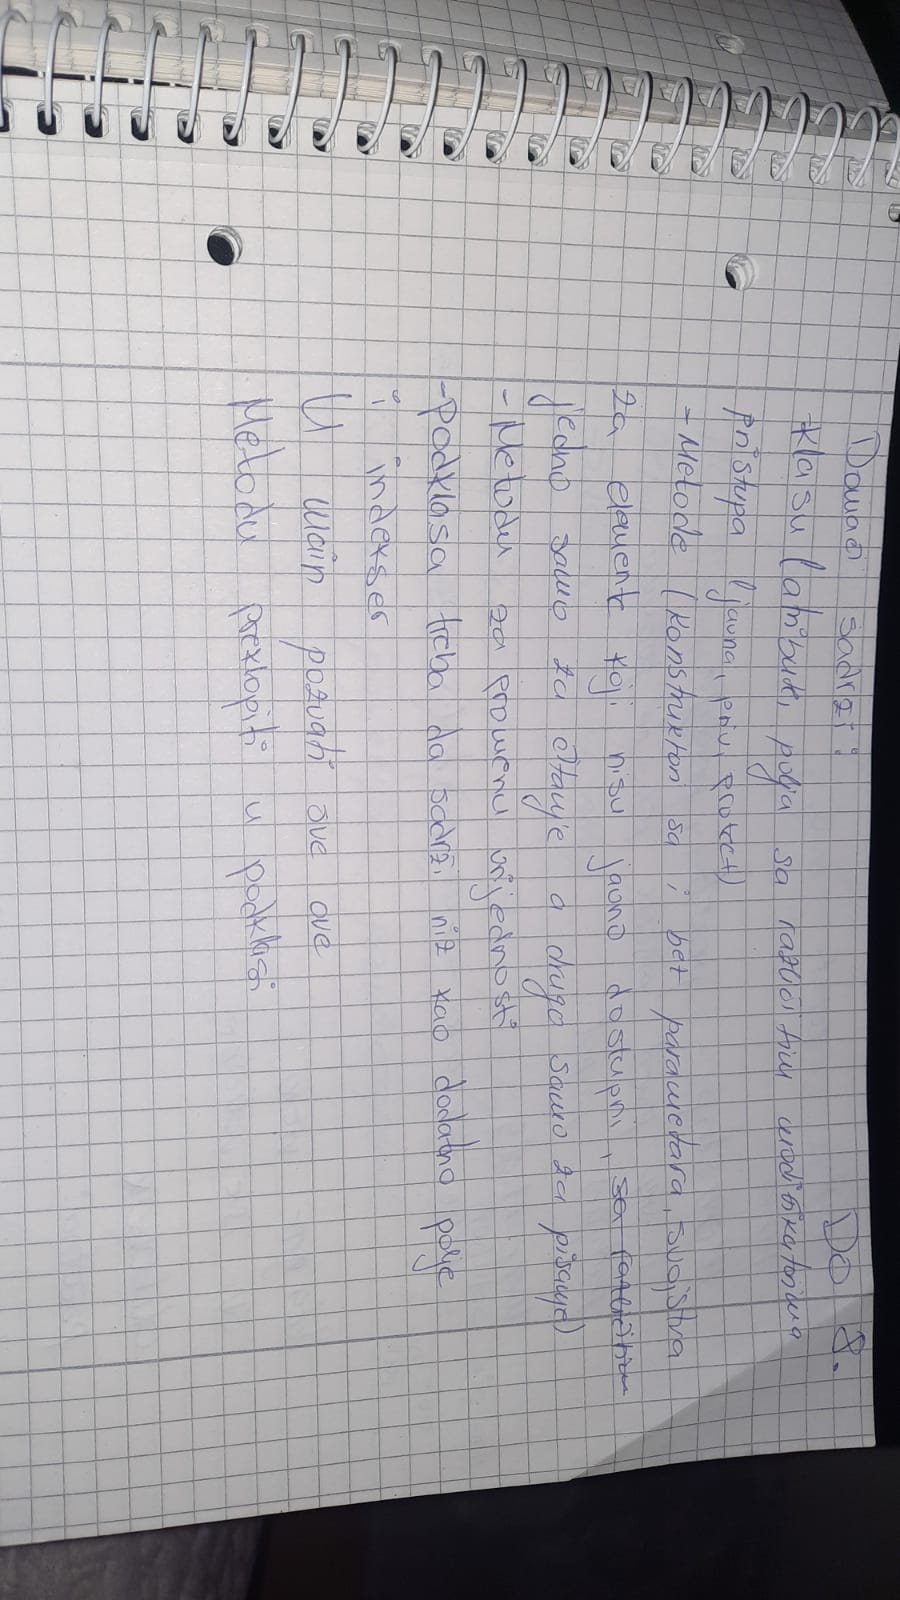 Domaći sadrži: Do 8.
-klasu (atributi, polja sa različitim modifikatorima
pristupa (javna, priv, protect)
- Metode (konstruktori sa i bez parametara, svojstva
za elemente koji nisu javno dostupni, sa različitim
jedno samo za čitanje a drugo samo za pisanje)
- Metodu za promenu vrijednosti
-Podklasa treba da sadrži niz kao dodatno polje
i indekser
U main pozvati sve ove
Metodu preklopiti u podklasi